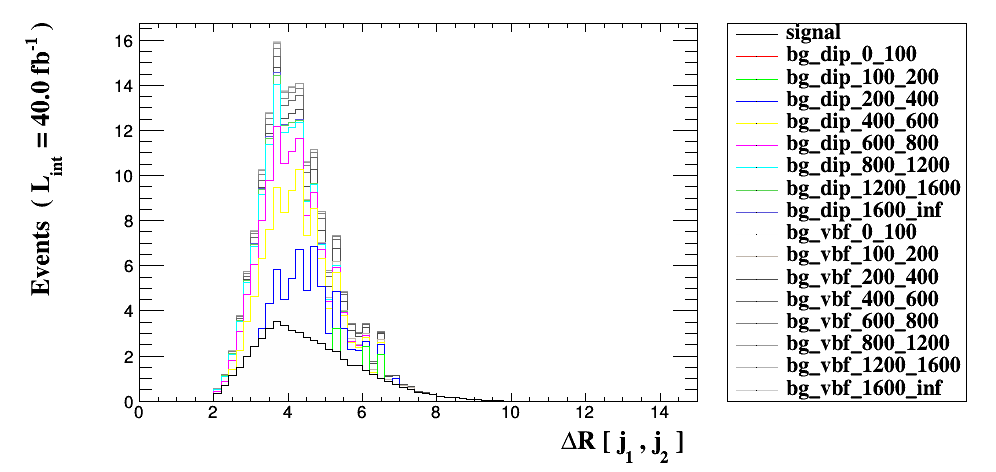 Events ( L_int = 40.0 fb^-1 )
16
14
12
10
8
6
4
2
0
0 2 4 6 8 10 12 14
ΔR [ j_1 , j_2 ]
signal
bg_dip_0_100
bg_dip_100_200
bg_dip_200_400
bg_dip_400_600
bg_dip_600_800
bg_dip_800_1200
bg_dip_1200_1600
bg_dip_1600_inf
bg_vbf_0_100
bg_vbf_100_200
bg_vbf_200_400
bg_vbf_400_600
bg_vbf_600_800
bg_vbf_800_1200
bg_vbf_1200_1600
bg_vbf_1600_inf